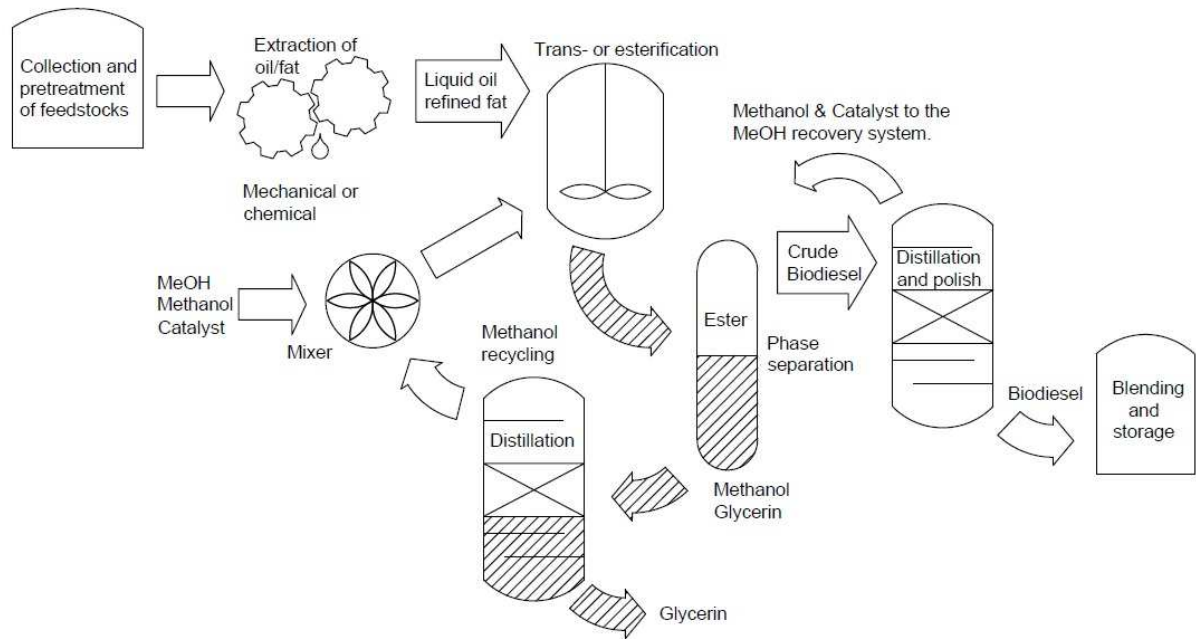 Collection and
pretreatment
of feedstocks
Extraction of
oil/fat
Mechanical or
chemical
Liquid oil
refined fat
Trans- or esterification
Methanol & Catalyst to the
MeOH recovery system.
MeOH
Methanol
Catalyst
Mixer
Methanol
recycling
Distillation
Glycerin
Ester
Phase
separation
Methanol
Glycerin
Crude
Biodiesel
Distillation
and polish
Biodiesel
Blending
and
storage